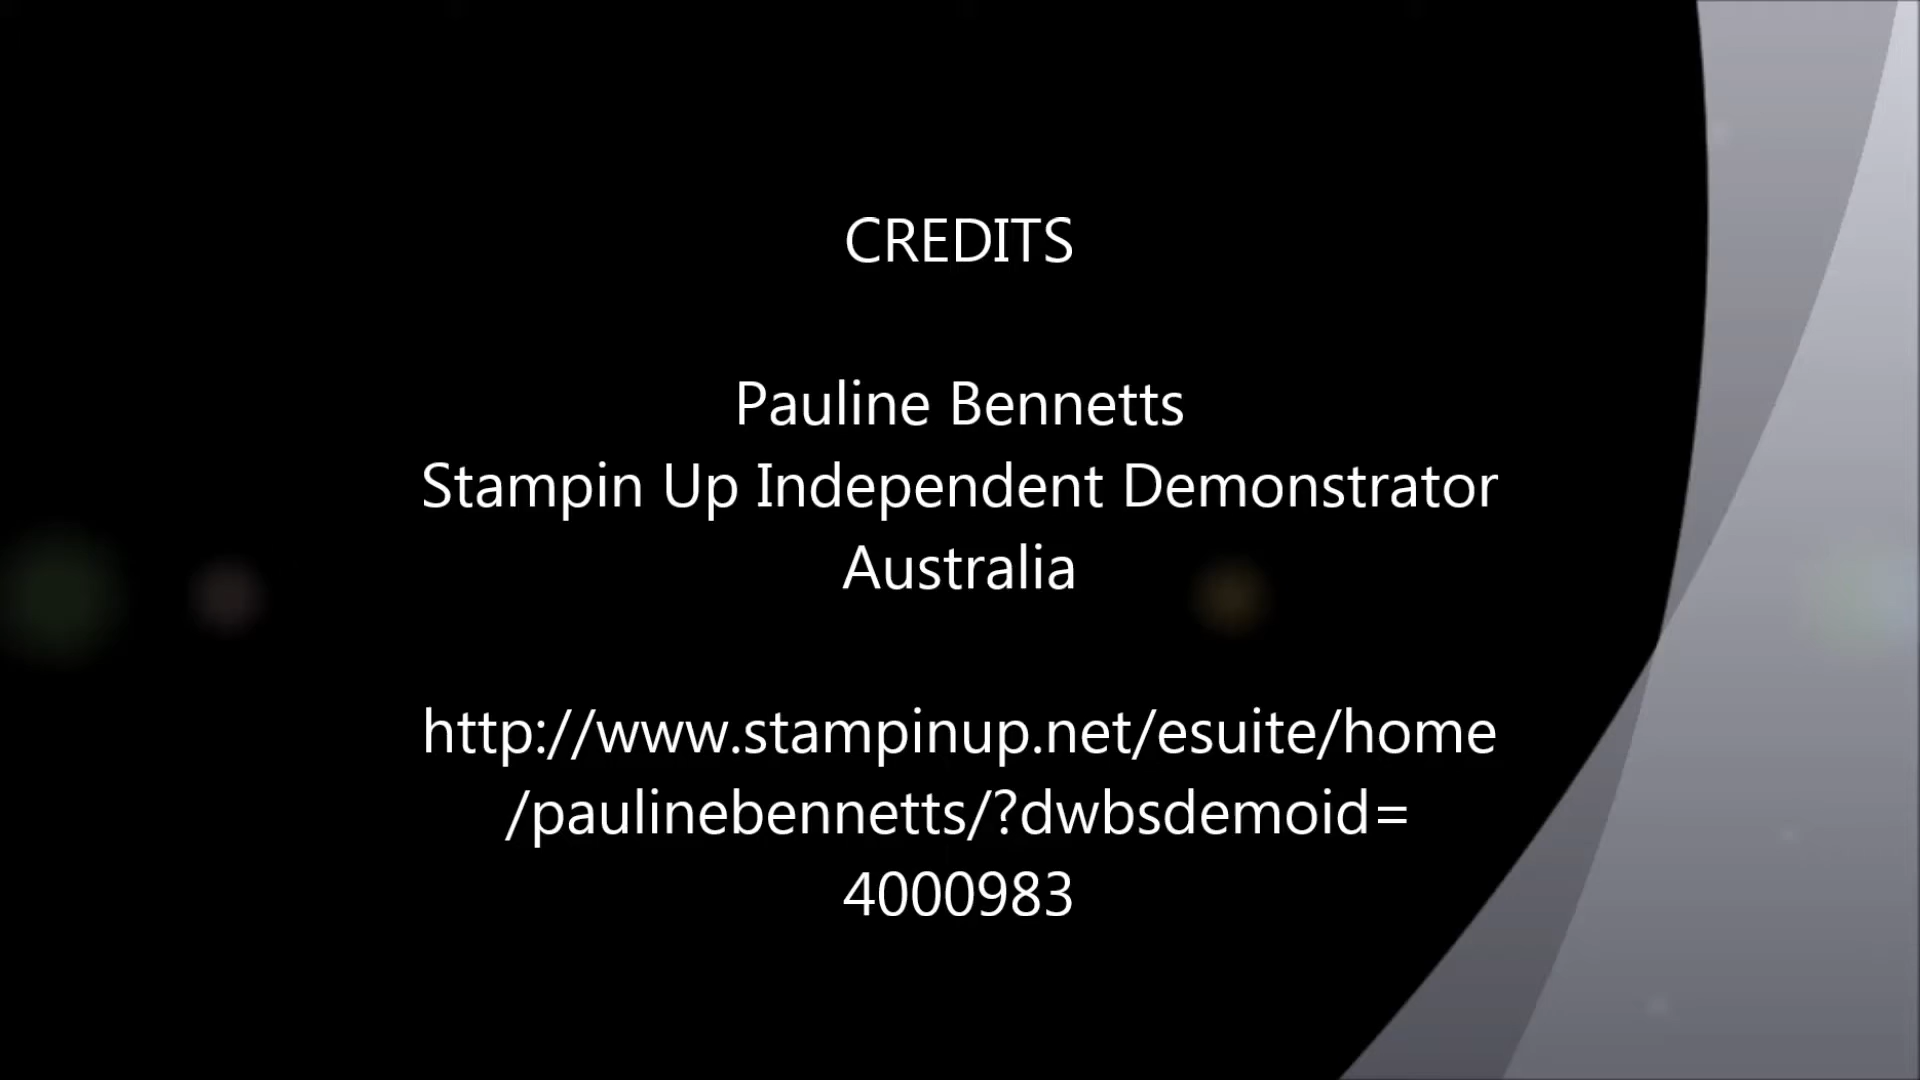 CREDITS
Pauline Bennetts
Stampin Up Independent Demonstrator
Australia
http://www.stampinup.net/esuite/home
/paulinebennetts/?dwbsdemoid=
4000983